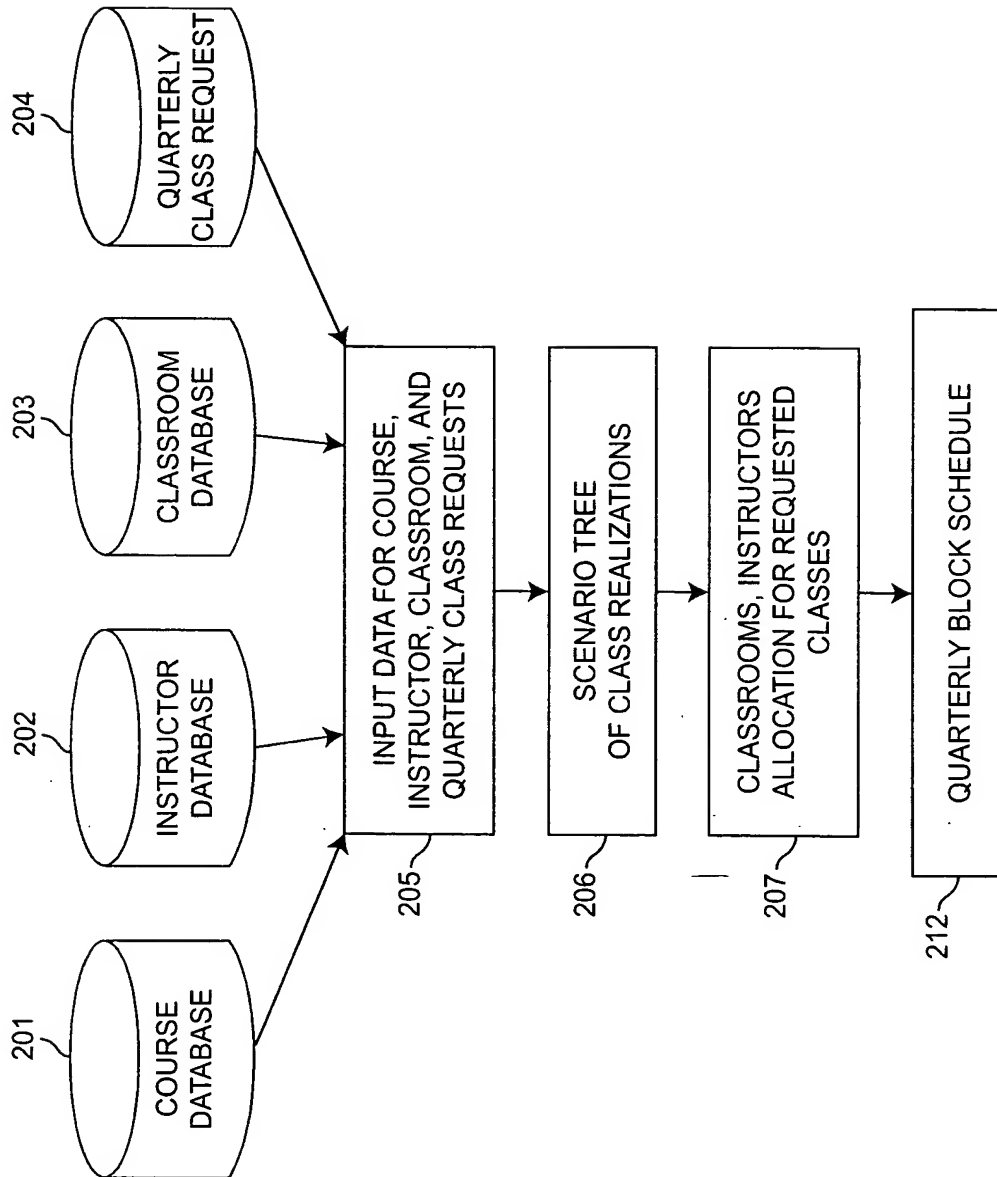 201
COURSE
DATABASE
202
INSTRUCTOR
DATABASE
203
CLASSROOM
DATABASE
204
QUARTERLY
CLASS REQUEST
INPUT DATA FOR COURSE,
INSTRUCTOR, CLASSROOM, AND
QUARTERLY CLASS REQUESTS
205
SCENARIO TREE
OF CLASS REALIZATIONS
206
CLASSROOMS, INSTRUCTORS
ALLOCATION FOR REQUESTED
CLASSES
207
QUARTERLY BLOCK SCHEDULE
212